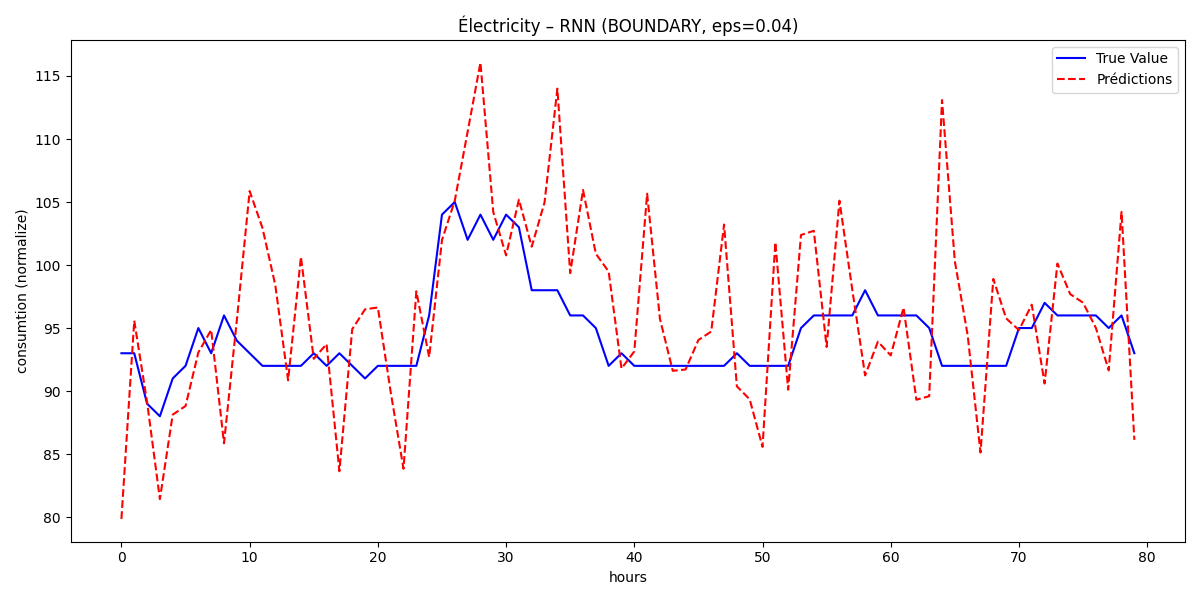 Électricity – RNN (BOUNDARY, eps=0.04)
True Value
Prédictions
consumtion (normalize)
115
110
105
100
95
90
85
80
0 10 20 30 40 50 60 70 80
hours